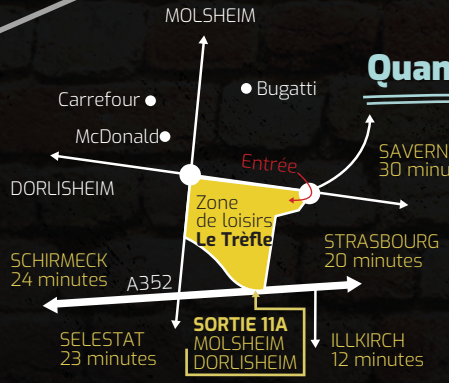 MOLSHEIM
Quan
Carrefour
Bugatti
McDonald
Entrée
SAVERN
30 minu
DORLISHEIM
Zone
de loisirs
Le Trèfle
STRASBOURG
20 minutes
SCHIRMECK
24 minutes
A352
SORTIE 11A
MOLSHEIM
DORLISHEIM
SELESTAT
23 minutes
ILLKIRCH
12 minutes